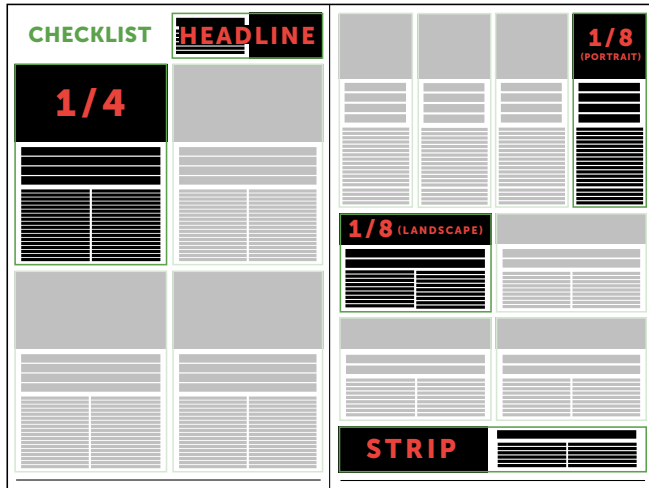 CHECKLIST
HEADLINE
1/4
1/8
(PORTRAIT)
1/8 (LANDSCAPE)
STRIP